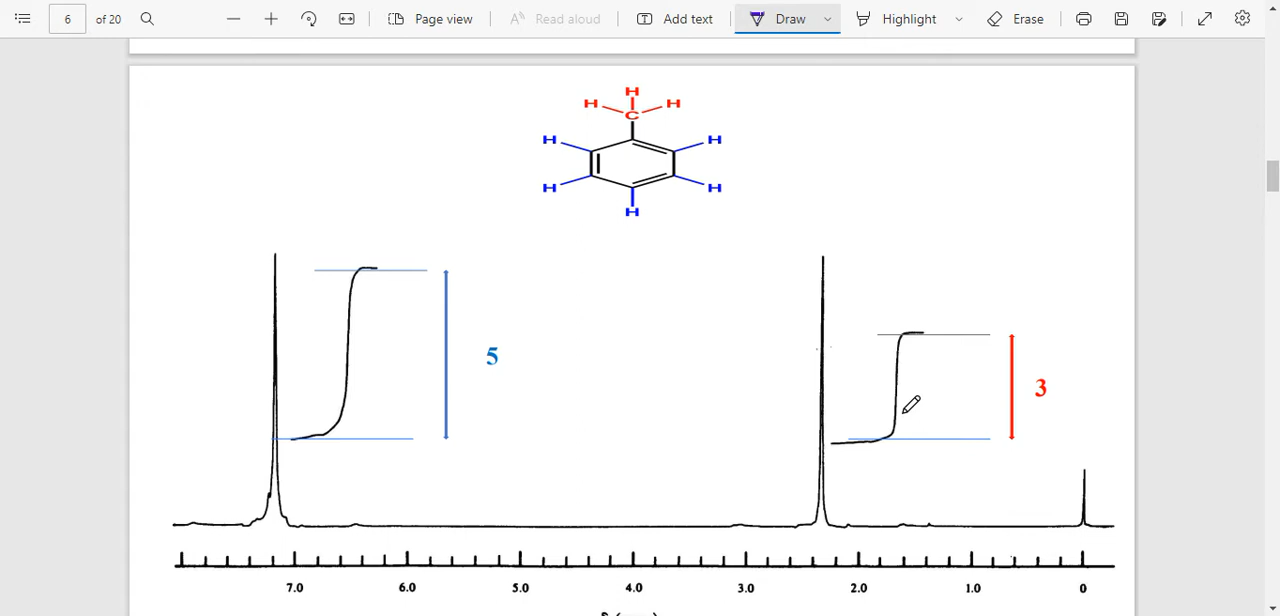 6 of 20 Page view Read aloud Add text Draw Highlight Erase
H
H H
C
H H
H H
H
5
3
7.0 6.0 5.0 4.0 3.0 2.0 1.0 0